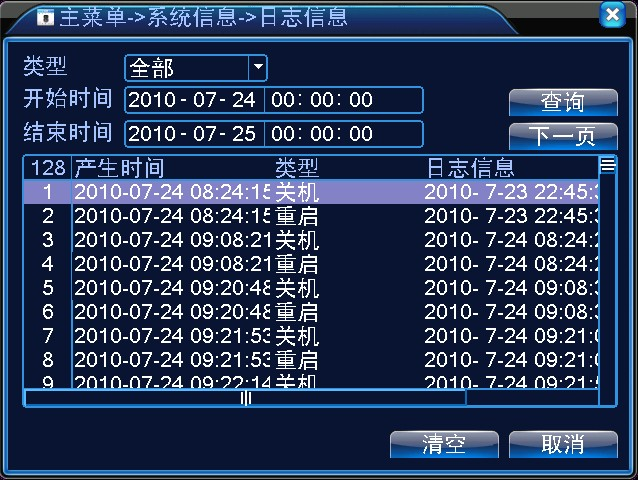 主菜单->系统信息->日志信息
类型 全部
开始时间 2010-07-24 00:00:00
查询
结束时间 2010-07-25 00:00:00
下一页
128 产生时间 类型 日志信息
1 2010-07-24 08:24:15 关机 2010- 7-23 22:45:
2 2010-07-24 08:24:15 重启 2010- 7-23 22:45:
3 2010-07-24 09:08:21 关机 2010- 7-24 08:24:
4 2010-07-24 09:08:21 重启 2010- 7-24 08:24:
5 2010-07-24 09:20:48 关机 2010- 7-24 09:08:
6 2010-07-24 09:20:48 重启 2010- 7-24 09:08:
7 2010-07-24 09:21:53 关机 2010- 7-24 09:21:
8 2010-07-24 09:21:53 重启 2010- 7-24 09:21:
9 2010-07-24 09:22:14 关机 2010- 7-24 09:21:
清空 取消